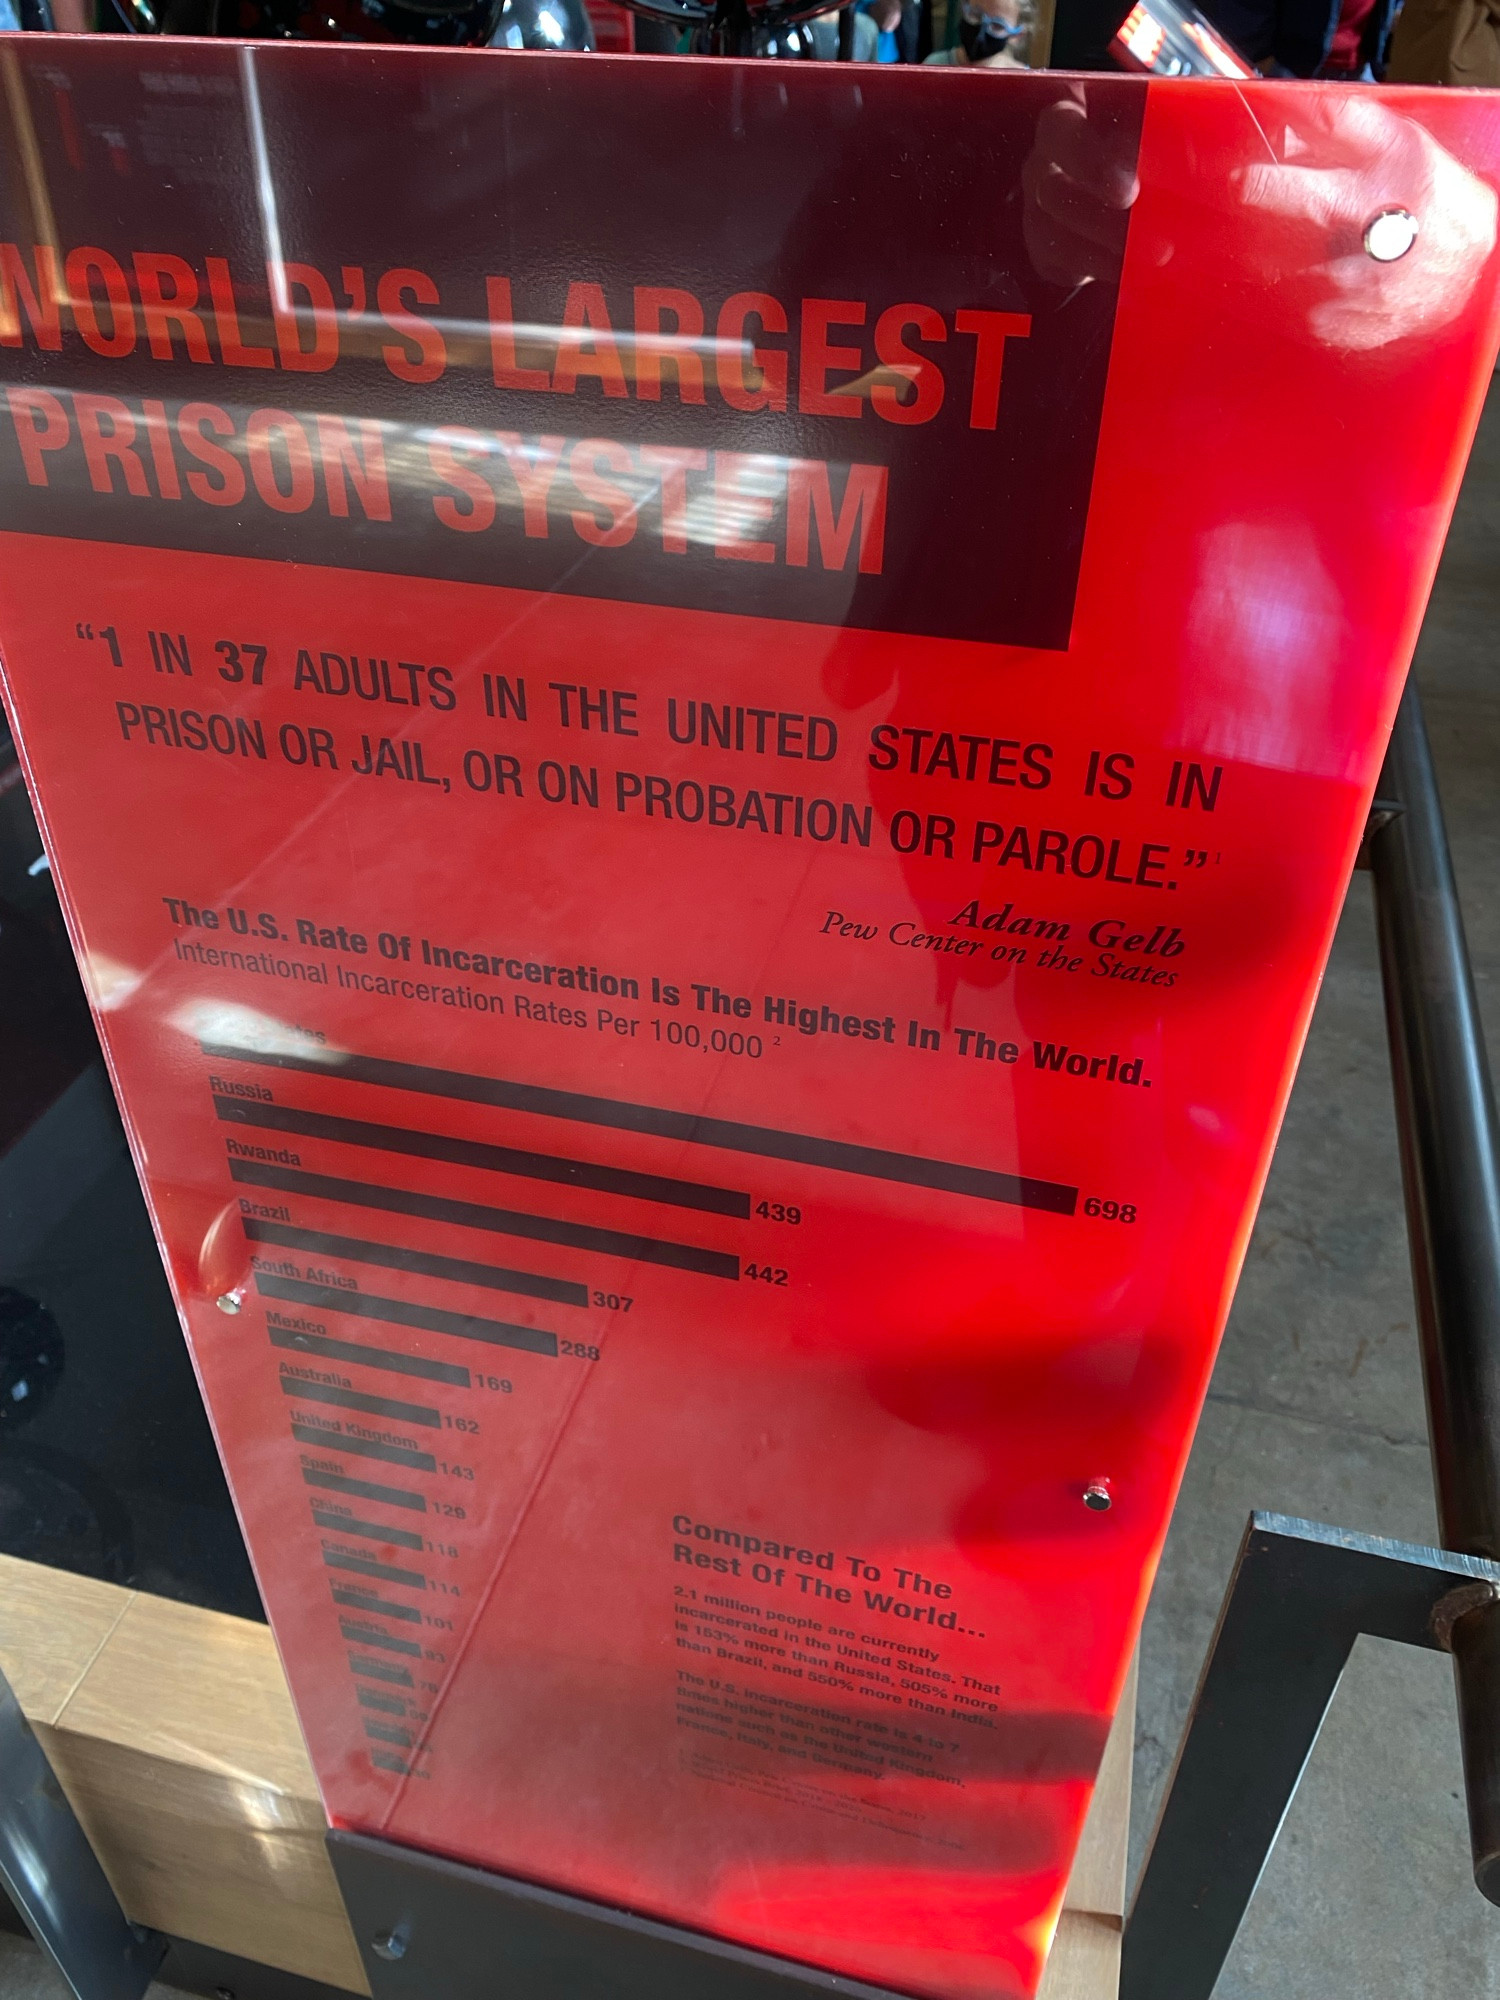 WORLD'S LARGEST
PRISON SYSTEM
“1 IN 37 ADULTS IN THE UNITED STATES IS IN
PRISON OR JAIL, OR ON PROBATION OR PAROLE.” 1
Adam Gelb
Pew Center on the States
The U.S. Rate Of Incarceration Is The Highest In The World.
International Incarceration Rates Per 100,000 2
698
Russia
439
Rwanda
442
Brazil
307
South Africa
288
Mexico
169
Australia
162
United Kingdom
143
Spain
129
China
118
Canada
114
France
101
Austria
93
Compared To The
Rest Of The World...
2.1 million people are currently
incarcerated in the United States. That
is 163% more than Russia, 505% more
than Brazil, and 550% more than India.
The U.S. incarceration rate is 4 to 7
times higher than other western
nations such as the United Kingdom,
France, Italy, and Germany.